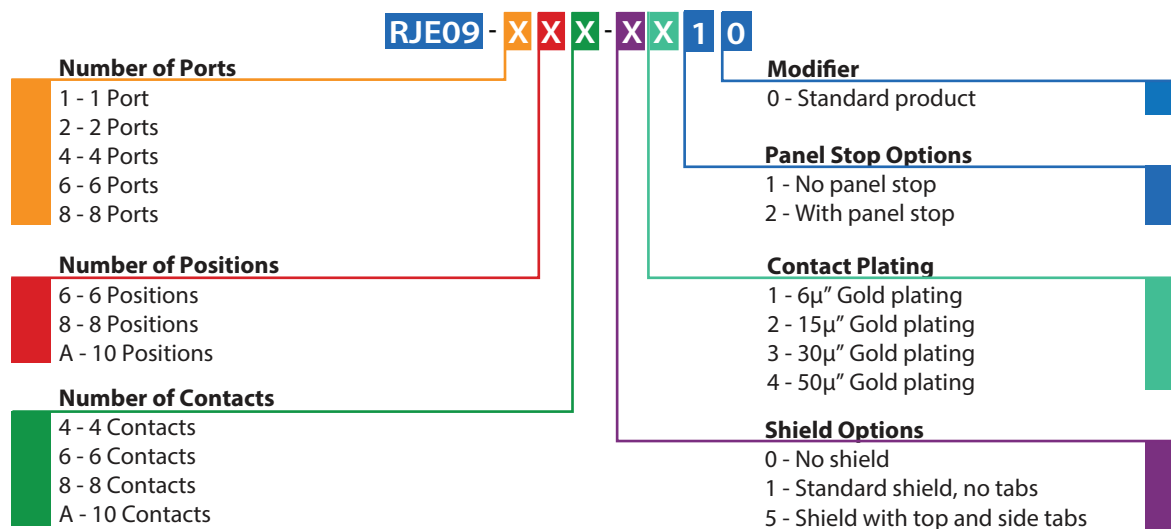 RJE09 - X X X - X X 1 0
Number of Ports
1 - 1 Port
2 - 2 Ports
4 - 4 Ports
6 - 6 Ports
8 - 8 Ports
Number of Positions
6 - 6 Positions
8 - 8 Positions
A - 10 Positions
Number of Contacts
4 - 4 Contacts
6 - 6 Contacts
8 - 8 Contacts
A - 10 Contacts
Modifier
0 - Standard product
Panel Stop Options
1 - No panel stop
2 - With panel stop
Contact Plating
1 - 6µ” Gold plating
2 - 15µ” Gold plating
3 - 30µ” Gold plating
4 - 50µ” Gold plating
Shield Options
0 - No shield
1 - Standard shield, no tabs
5 - Shield with top and side tabs